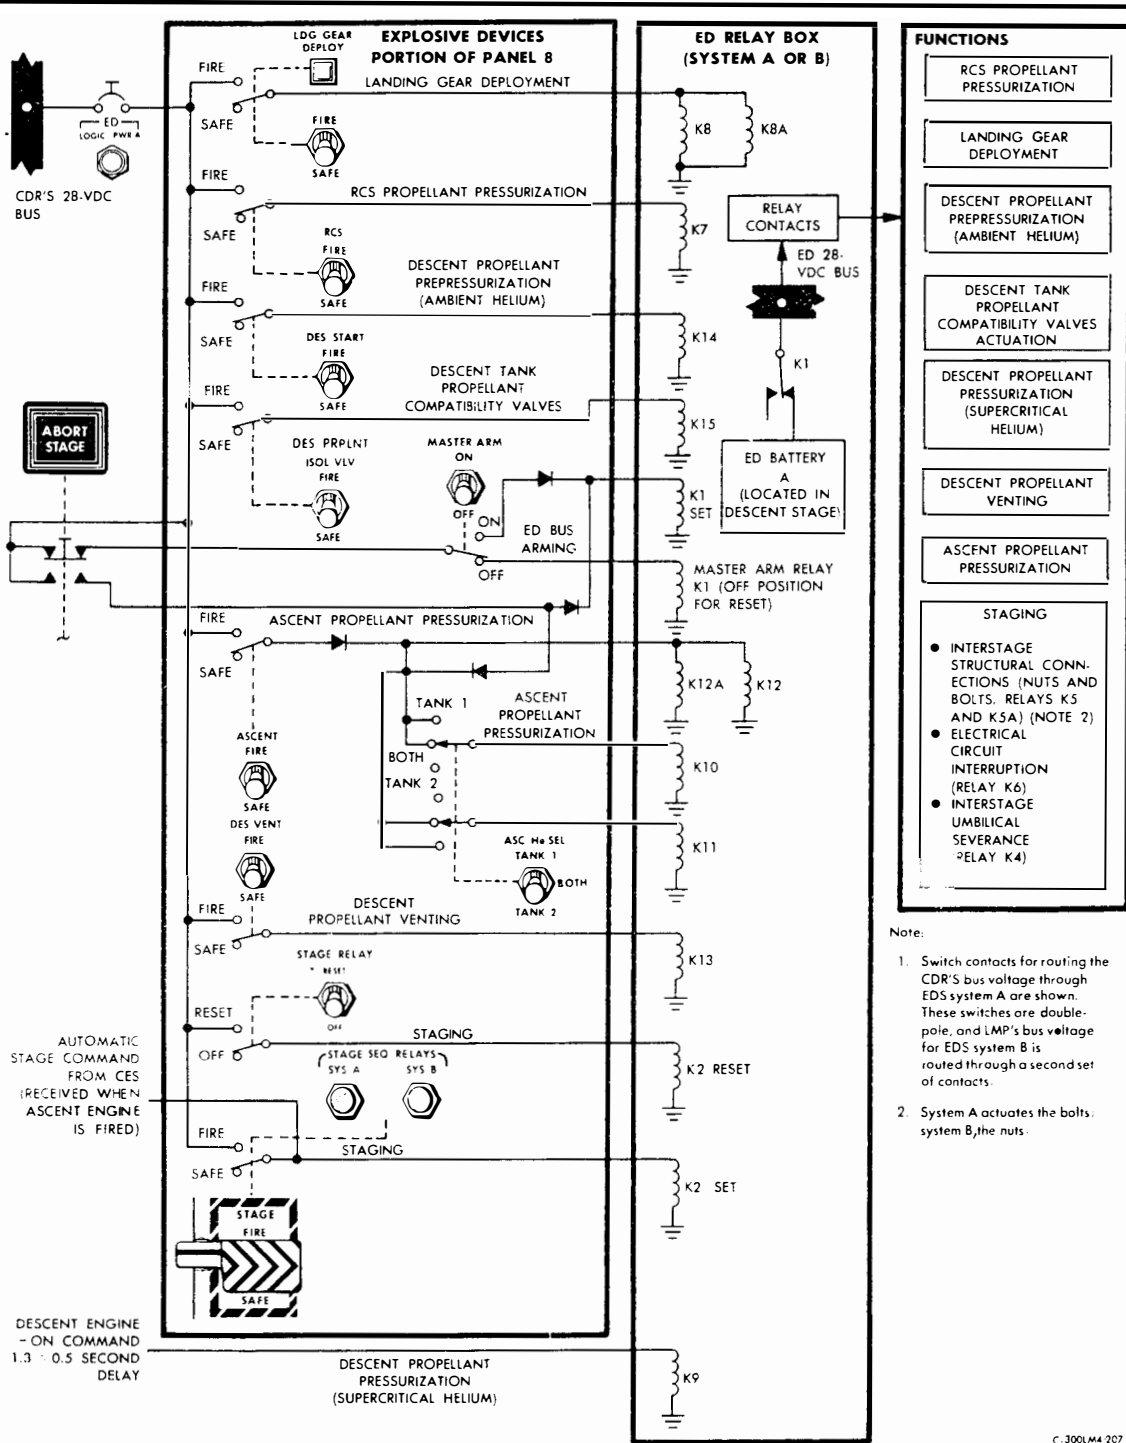 EXPLOSIVE DEVICES
PORTION OF PANEL 8
LDG GEAR
DEPLOY
FIRE
SAFE
LANDING GEAR DEPLOYMENT
FIRE
SAFE
ED
LOGIC PWR A
CDR'S 28-VDC
BUS
FIRE
SAFE
RCS PROPELLANT PRESSURIZATION
RCS
FIRE
SAFE
DESCENT PROPELLANT
PREPRESSURIZATION
(AMBIENT HELIUM)
FIRE
SAFE
DES START
FIRE
SAFE
DESCENT TANK
PROPELLANT
COMPATIBILITY VALVES
FIRE
SAFE
DES PRPLNT
ISOL VLV
FIRE
SAFE
ABORT
STAGE
MASTER ARM
ON
OFF
ON
ED BUS
ARMING
OFF
FIRE
SAFE
ASCENT PROPELLANT PRESSURIZATION
ASCENT
FIRE
SAFE
TANK 1
BOTH
TANK 2
ASCENT
PROPELLANT
PRESSURIZATION
ASC He SEL
TANK 1
BOTH
TANK 2
DES VENT
FIRE
SAFE
FIRE
SAFE
DESCENT
PROPELLANT VENTING
STAGE RELAY
RESET
OFF
RESET
OFF
STAGING
STAGE SEQ RELAYS
SYS A
SYS B
AUTOMATIC
STAGE COMMAND
FROM CES
(RECEIVED WHEN
ASCENT ENGINE
IS FIRED)
FIRE
SAFE
STAGING
STAGE
FIRE
SAFE
DESCENT ENGINE
- ON COMMAND
1.3 0.5 SECOND
DELAY
DESCENT PROPELLANT
PRESSURIZATION
(SUPERCRITICAL HELIUM)
ED RELAY BOX
(SYSTEM A OR B)
K8
K8A
K7
RELAY
CONTACTS
ED 28-
VDC BUS
K14
K1
K15
ED BATTERY
A
(LOCATED IN
DESCENT STAGE)
K1
SET
MASTER ARM RELAY
K1 (OFF POSITION
FOR RESET)
K12A
K12
K10
K11
K13
K2 RESET
K2 SET
K9
FUNCTIONS
RCS PROPELLANT
PRESSURIZATION
LANDING GEAR
DEPLOYMENT
DESCENT PROPELLANT
PREPRESSURIZATION
(AMBIENT HELIUM)
DESCENT TANK
PROPELLANT
COMPATIBILITY VALVES
ACTUATION
DESCENT PROPELLANT
PRESSURIZATION
(SUPERCRITICAL
HELIUM)
DESCENT PROPELLANT
VENTING
ASCENT PROPELLANT
PRESSURIZATION
STAGING
● INTERSTAGE
STRUCTURAL CONN-
ECTIONS (NUTS AND
BOLTS, RELAYS K5
AND K5A) (NOTE 2)
● ELECTRICAL
CIRCUIT
INTERRUPTION
(RELAY K6)
● INTERSTAGE
UMBILICAL
SEVERANCE
RELAY K4)
Note:
1. Switch contacts for routing the
CDR'S bus voltage through
EDS system A are shown.
These switches are double-
pole, and LMP's bus voltage
for EDS system B is
routed through a second set
of contacts.
2. System A actuates the bolts;
system B, the nuts.
C-300LM4-207